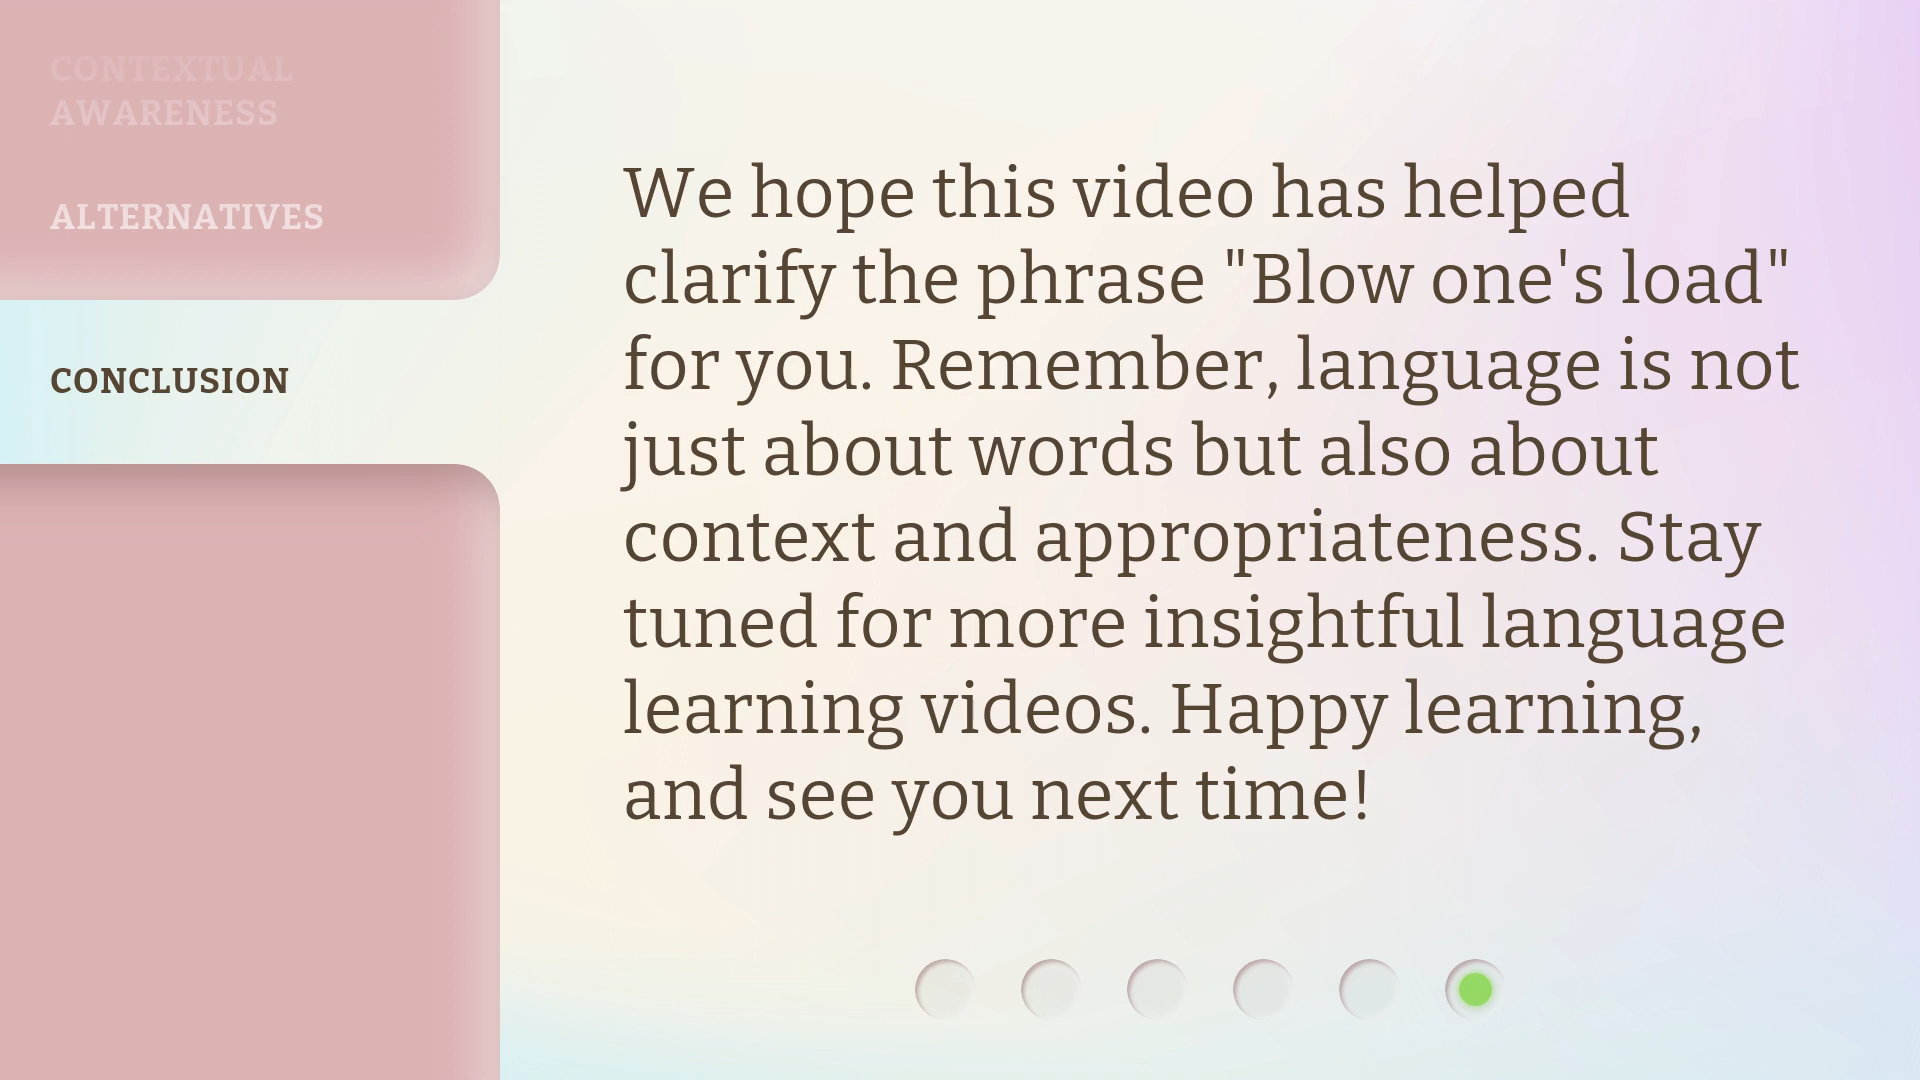 CONTEXTUAL
AWARENESS
ALTERNATIVES
CONCLUSION
We hope this video has helped
clarify the phrase "Blow one's load"
for you. Remember, language is not
just about words but also about
context and appropriateness. Stay
tuned for more insightful language
learning videos. Happy learning,
and see you next time!